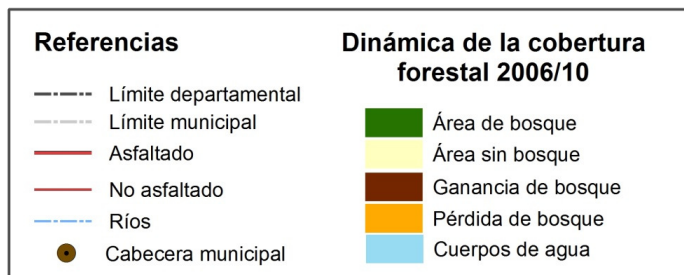 Referencias
Límite departamental
Límite municipal
Asfaltado
No asfaltado
Ríos
Cabecera municipal
Dinámica de la cobertura
forestal 2006/10
Área de bosque
Área sin bosque
Ganancia de bosque
Pérdida de bosque
Cuerpos de agua